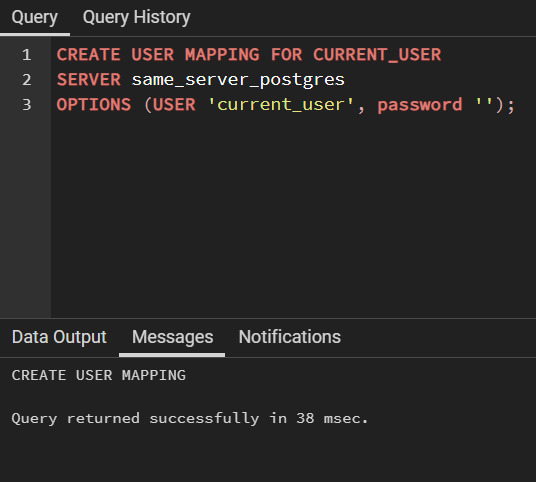 Query Query History
1 CREATE USER MAPPING FOR CURRENT_USER
2 SERVER same_server_postgres
3 OPTIONS (USER 'current_user', password '');
Data Output Messages Notifications
CREATE USER MAPPING
Query returned successfully in 38 msec.